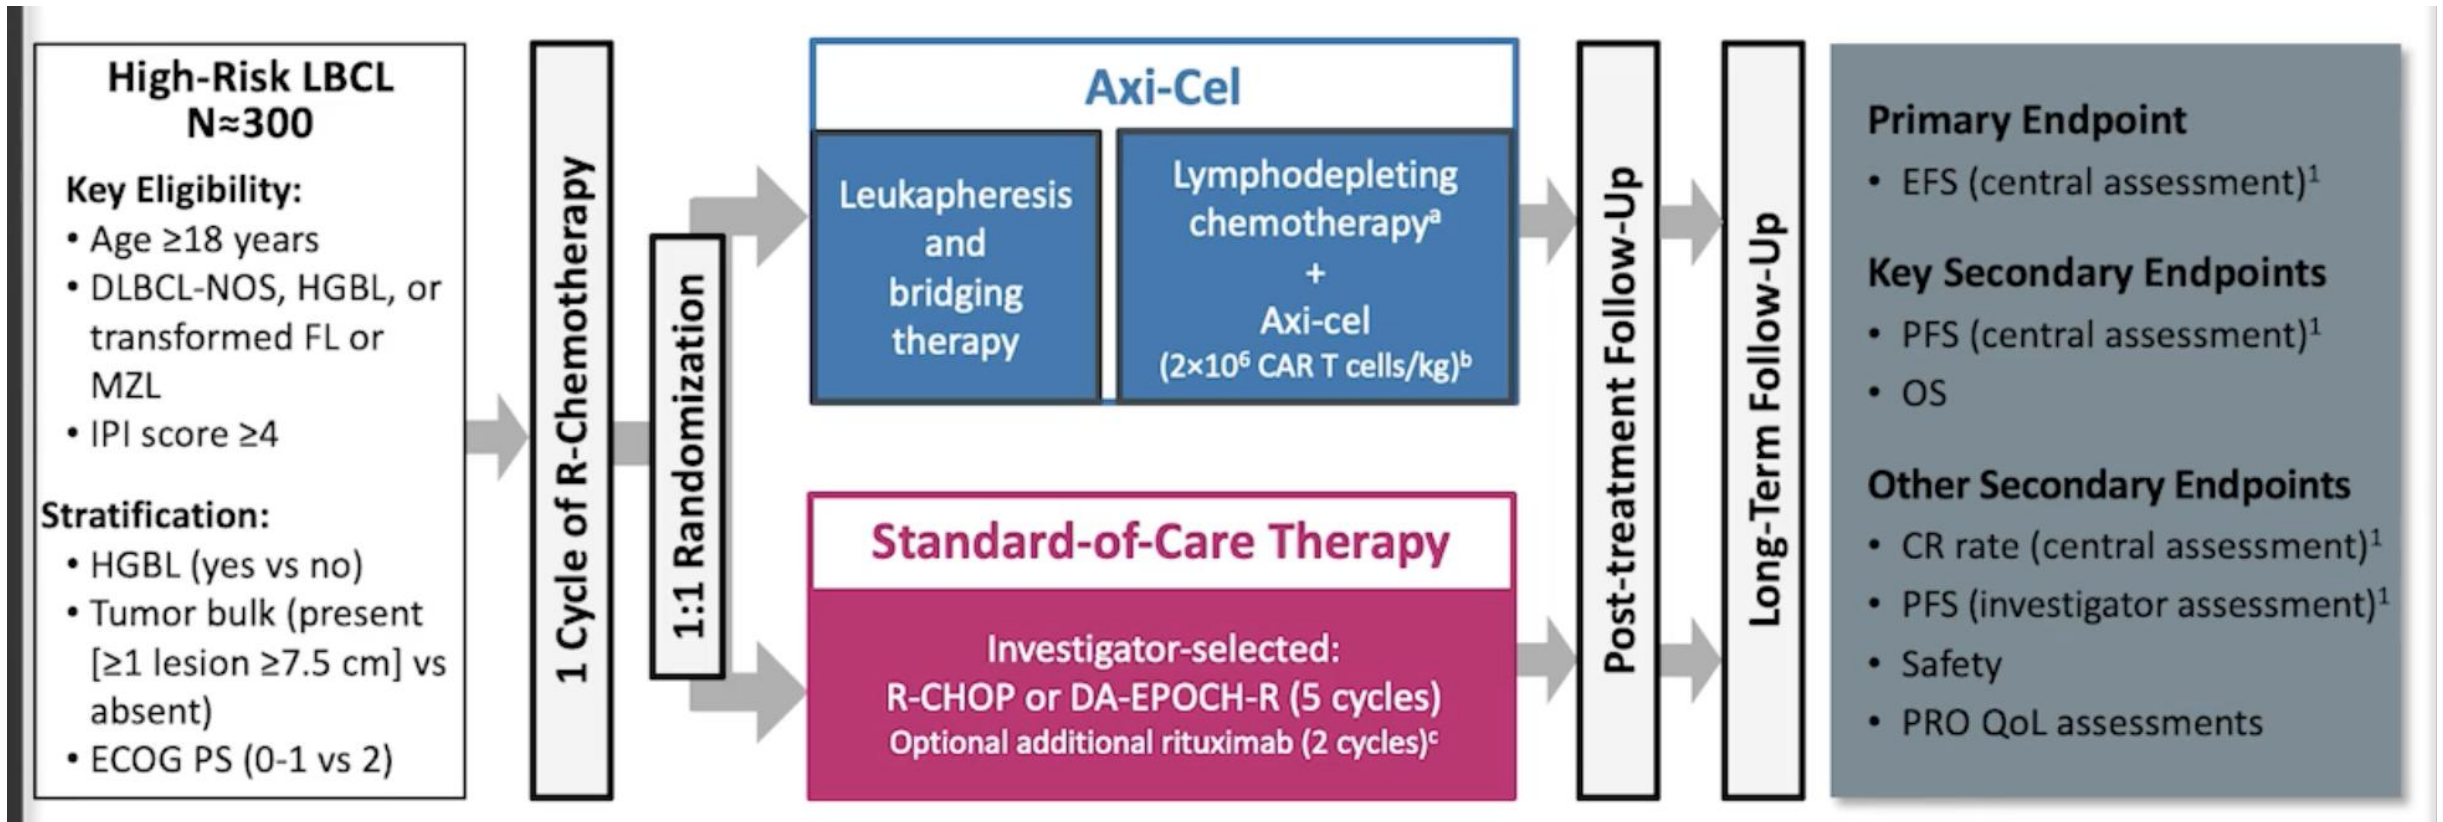 High-Risk LBCL
N≈300
Key Eligibility:
• Age ≥18 years
• DLBCL-NOS, HGBL, or
transformed FL or
MZL
• IPI score ≥4
Stratification:
• HGBL (yes vs no)
• Tumor bulk (present
[≥1 lesion ≥7.5 cm] vs
absent)
• ECOG PS (0-1 vs 2)
1 Cycle of R-Chemotherapy
1:1 Randomization
Axi-Cel
Leukapheresis
and
bridging
therapy
Lymphodepleting
chemotherapyᵃ
+
Axi-cel
(2×10⁶ CAR T cells/kg)ᵇ
Standard-of-Care Therapy
Investigator-selected:
R-CHOP or DA-EPOCH-R (5 cycles)
Optional additional rituximab (2 cycles)ᶜ
Post-treatment Follow-Up
Long-Term Follow-Up
Primary Endpoint
• EFS (central assessment)¹
Key Secondary Endpoints
• PFS (central assessment)¹
• OS
Other Secondary Endpoints
• CR rate (central assessment)¹
• PFS (investigator assessment)¹
• Safety
• PRO QoL assessments